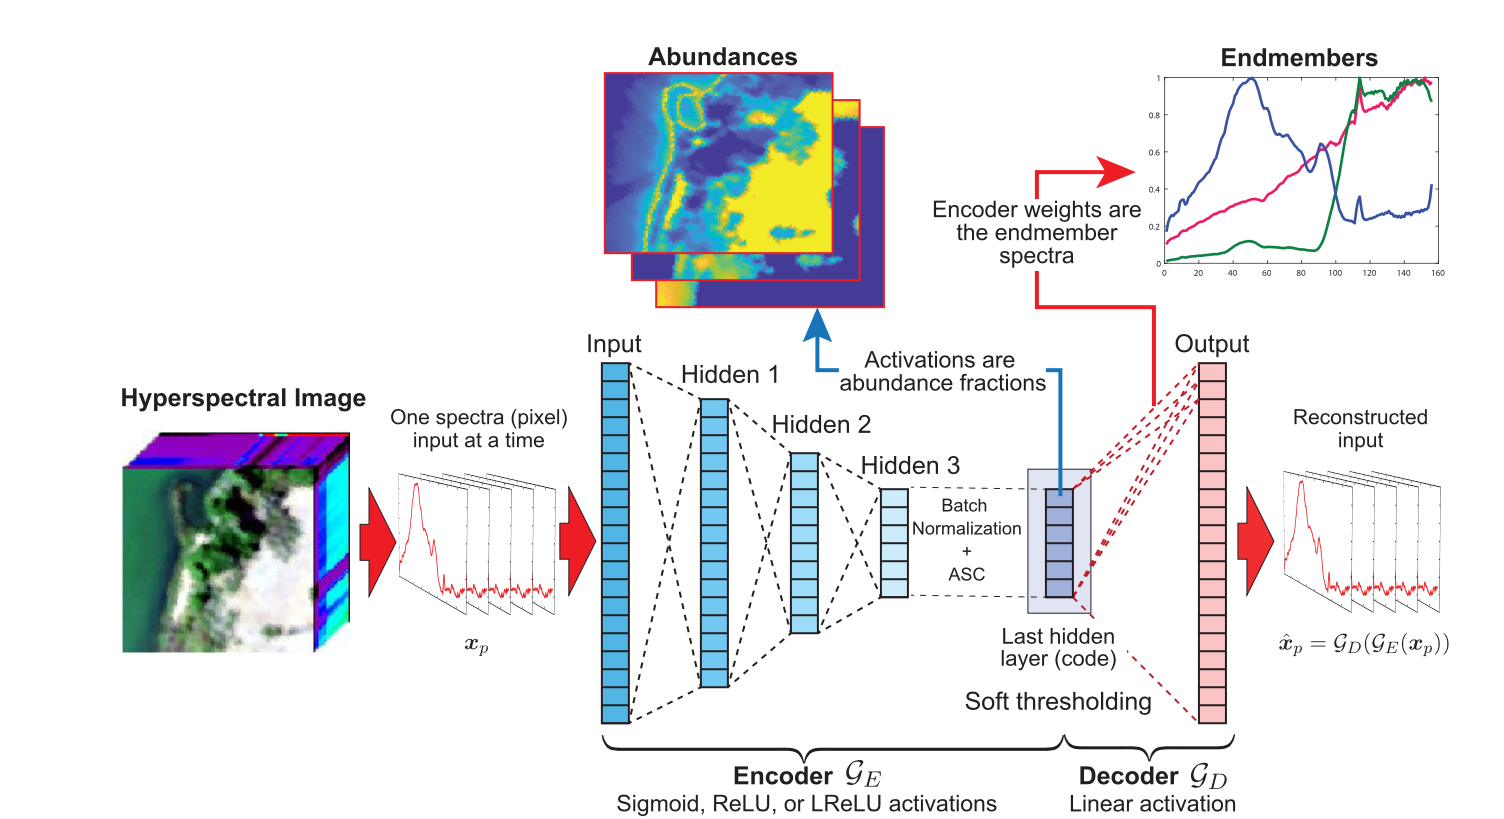 Abundances
Endmembers
1
0.8
0.6
0.4
0.2
0
0 20 40 60 80 100 120 140 160
Encoder weights are
the endmember
spectra
Activations are
abundance fractions
Hyperspectral Image
One spectra (pixel)
input at a time
𝒙ₚ
Input
Hidden 1
Hidden 2
Hidden 3
Batch
Normalization
+
ASC
Last hidden
layer (code)
Soft thresholding
Output
Reconstructed
input
x̂ₚ = 𝒢_D(𝒢_E(𝒙ₚ))
Encoder 𝒢_E
Sigmoid, ReLU, or LReLU activations
Decoder 𝒢_D
Linear activation